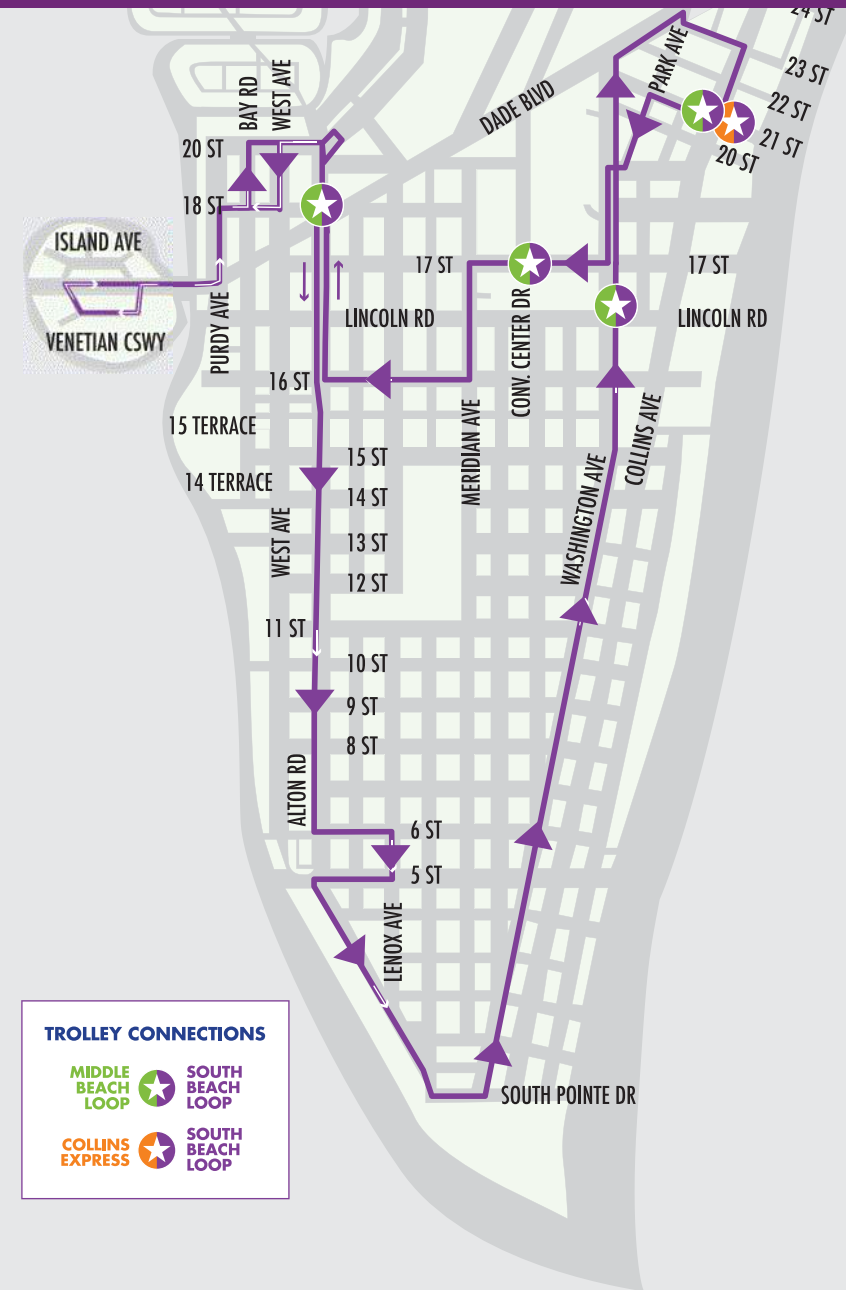 24 ST
PARK AVE
23 ST
BAY RD
WEST AVE
22 ST
DADE BLVD
21 ST
20 ST
20 ST
18 ST
ISLAND AVE
17 ST
17 ST
CONV. CENTER DR
LINCOLN RD
LINCOLN RD
VENETIAN CSWY
PURDY AVE
16 ST
MERIDIAN AVE
COLLINS AVE
15 TERRACE
15 ST
14 TERRACE
14 ST
WASHINGTON AVE
WEST AVE
13 ST
12 ST
11 ST
10 ST
9 ST
8 ST
ALTON RD
6 ST
5 ST
LENOX AVE
SOUTH POINTE DR
TROLLEY CONNECTIONS
MIDDLE
BEACH
LOOP
SOUTH
BEACH
LOOP
COLLINS
EXPRESS
SOUTH
BEACH
LOOP